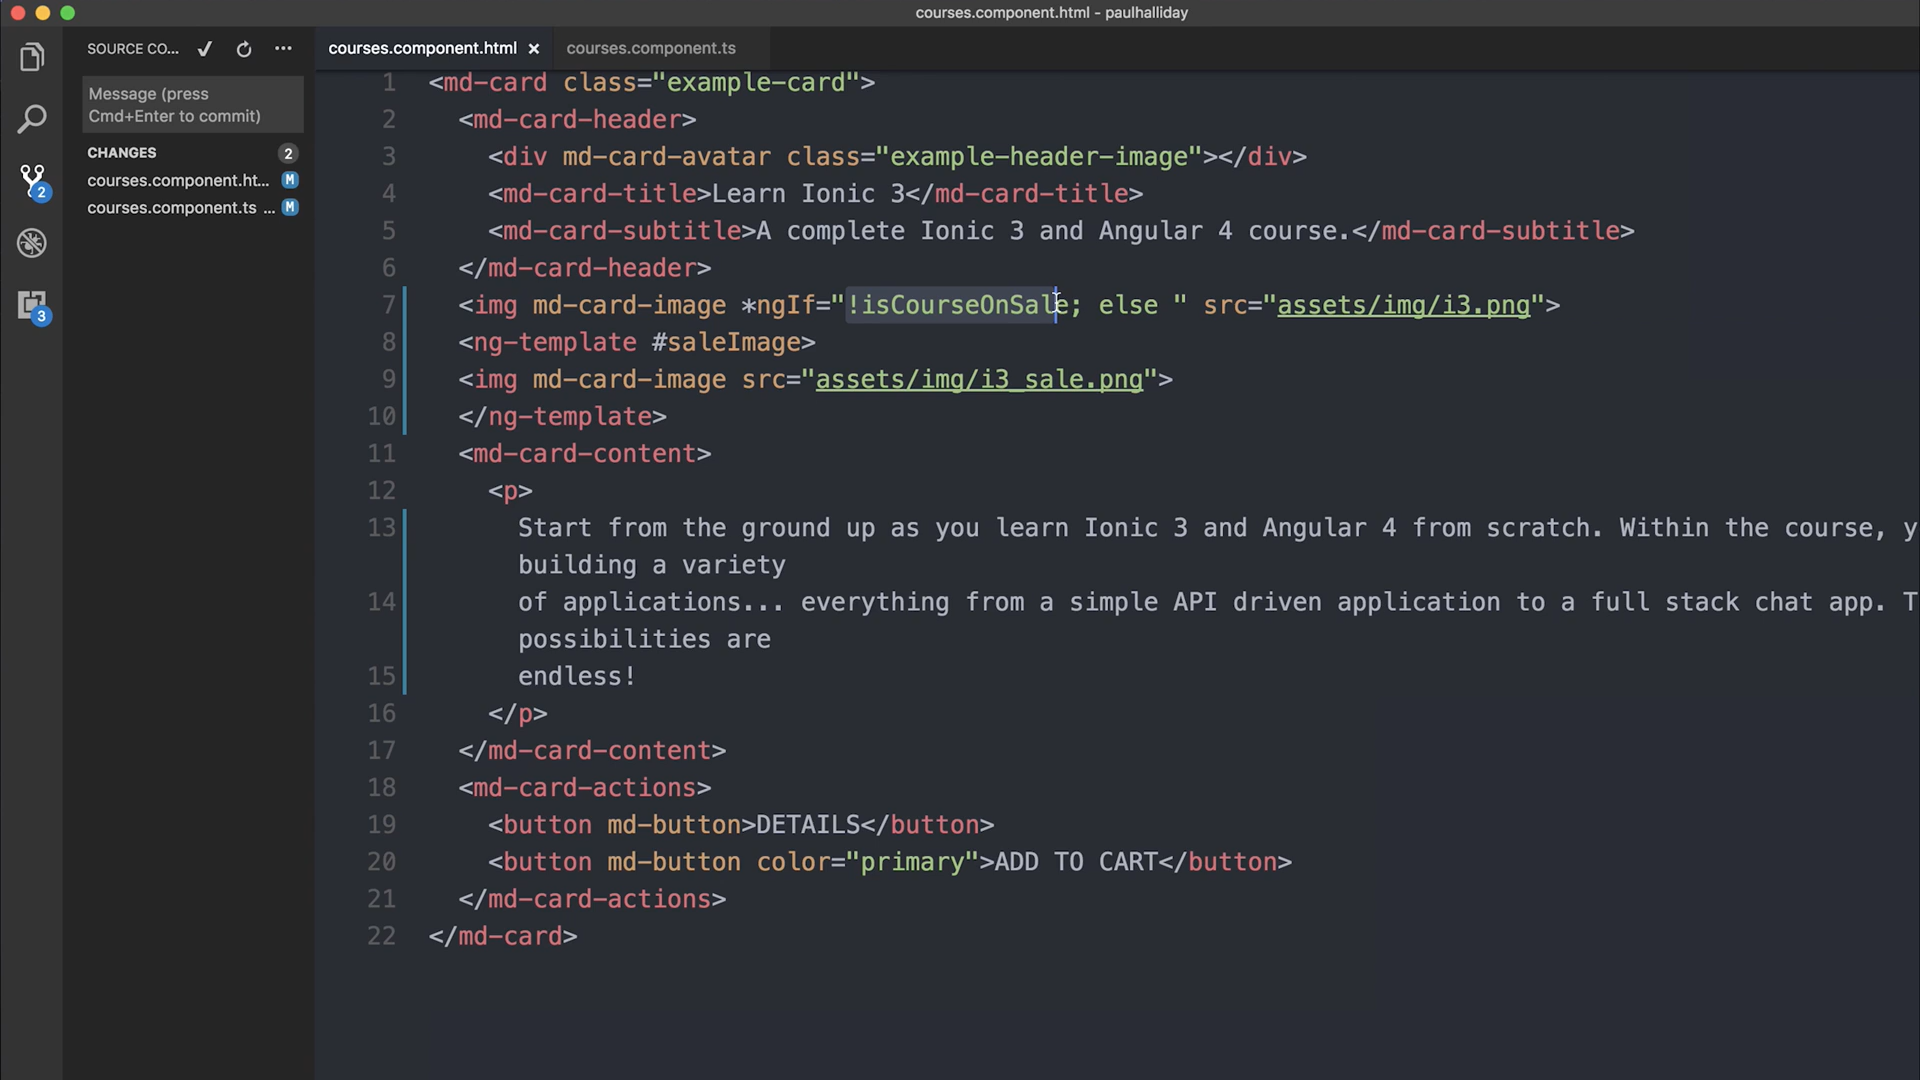 courses.component.html - paulhalliday
SOURCE CO...
courses.component.html
courses.component.ts
Message (press
Cmd+Enter to commit)
CHANGES 2
courses.component.ht... M
courses.component.ts ... M
2
3
1 <md-card class="example-card">
2 <md-card-header>
3 <div md-card-avatar class="example-header-image"></div>
4 <md-card-title>Learn Ionic 3</md-card-title>
5 <md-card-subtitle>A complete Ionic 3 and Angular 4 course.</md-card-subtitle>
6 </md-card-header>
7 <img md-card-image *ngIf="!isCourseOnSale; else " src="assets/img/i3.png">
8 <ng-template #saleImage>
9 <img md-card-image src="assets/img/i3_sale.png">
10 </ng-template>
11 <md-card-content>
12 <p>
13 Start from the ground up as you learn Ionic 3 and Angular 4 from scratch. Within the course, y
building a variety
14 of applications... everything from a simple API driven application to a full stack chat app. T
possibilities are
15 endless!
16 </p>
17 </md-card-content>
18 <md-card-actions>
19 <button md-button>DETAILS</button>
20 <button md-button color="primary">ADD TO CART</button>
21 </md-card-actions>
22 </md-card>